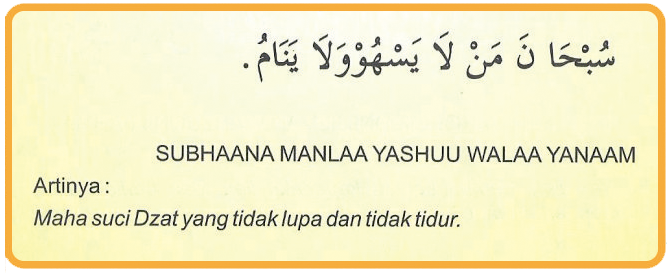 سُبْحَا نَ مَنْ لَا يَسْهُوْوَلَا يَنَامُ.
SUBHAANA MANLAA YASHUU WALAA YANAAM
Artinya :
Maha suci Dzat yang tidak lupa dan tidak tidur.